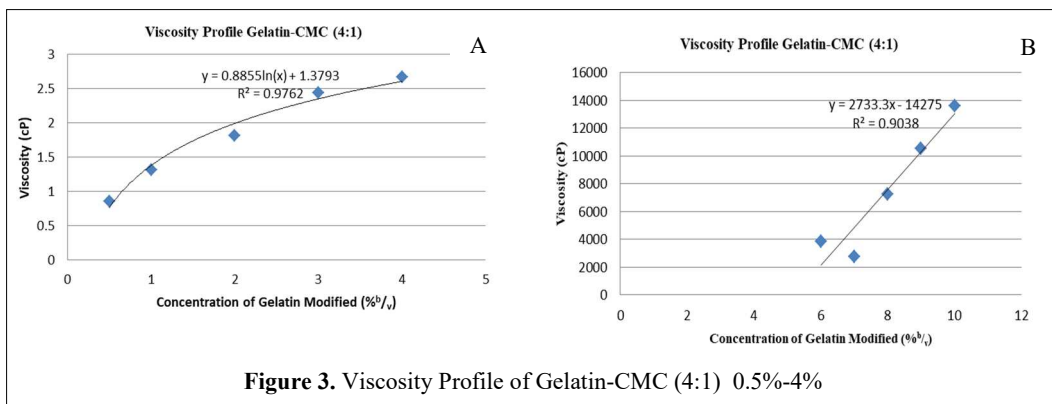 Viscosity Profile Gelatin-CMC (4:1)
A
y = 0.8855ln(x) + 1.3793
R² = 0.9762
Viscosity (cP)
3
2.5
2
1.5
1
0.5
0
0 1 2 3 4 5
Concentration of Gelatin Modified (%ᵇ/ᵥ)
Viscosity Profile Gelatin-CMC (4:1)
B
y = 2733.3x - 14275
R² = 0.9038
Viscosity (cP)
16000
14000
12000
10000
8000
6000
4000
2000
0
0 2 4 6 8 10 12
Concentration of Gelatin Modified (%ᵇ/ᵥ)
Figure 3. Viscosity Profile of Gelatin-CMC (4:1) 0.5%-4%